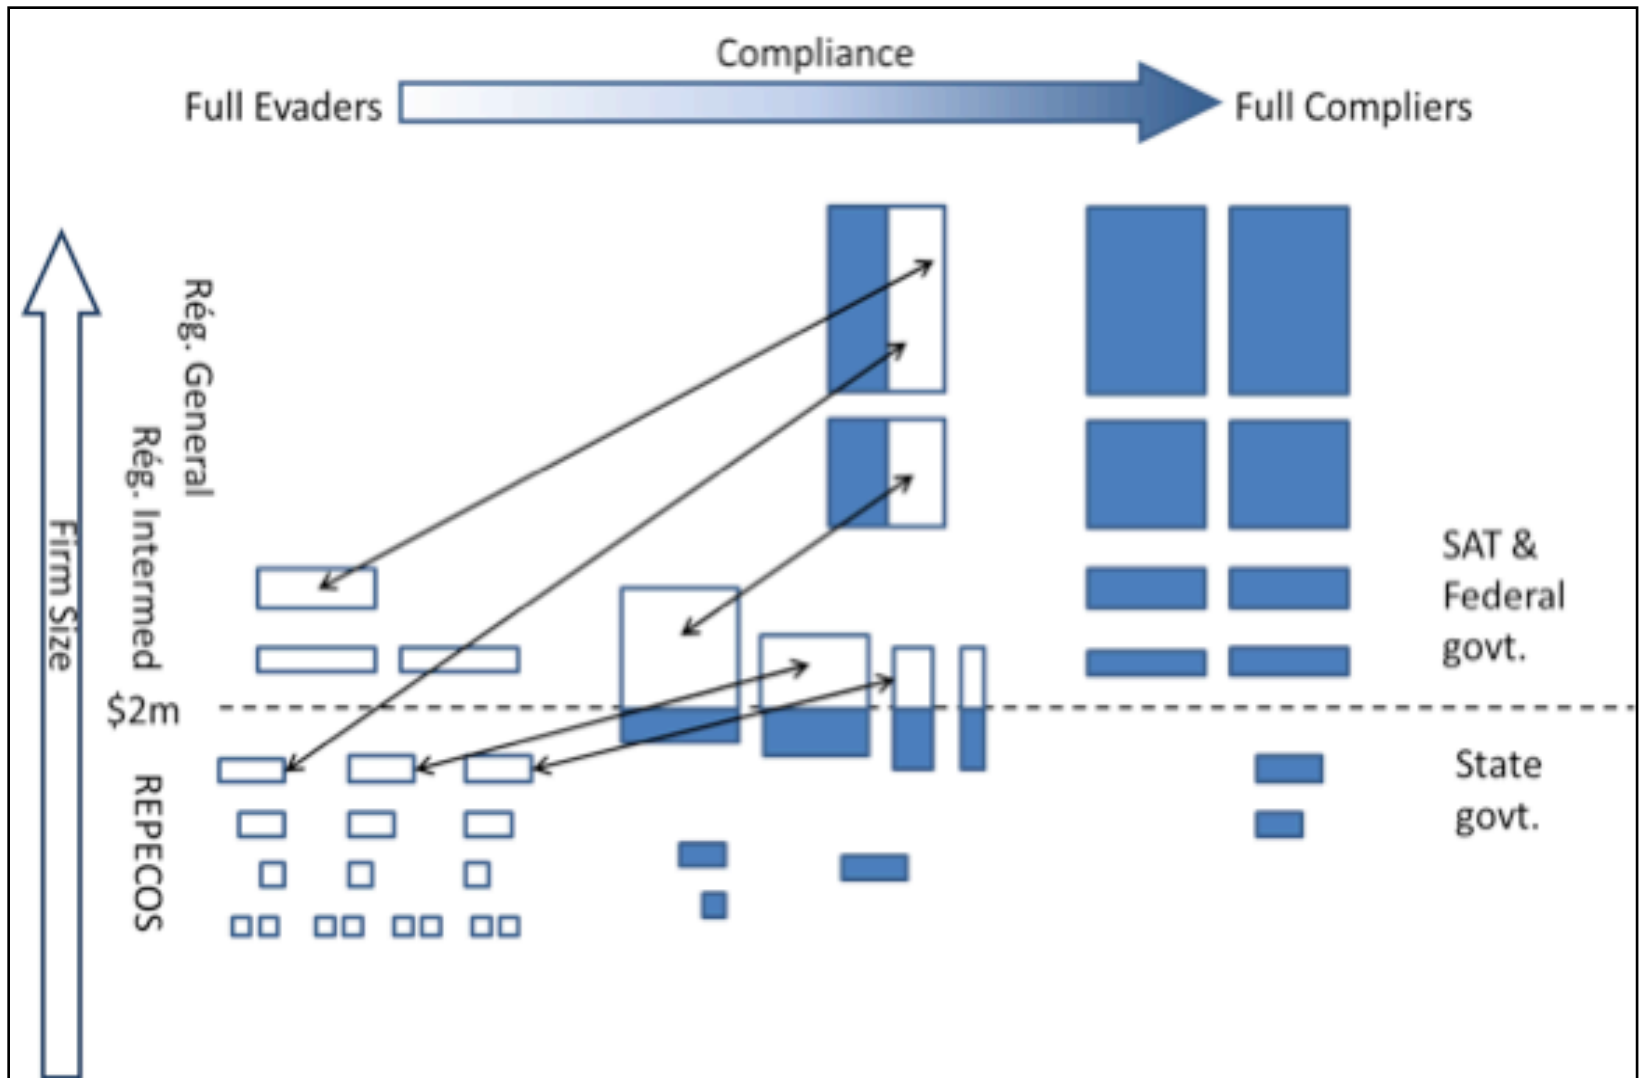 Compliance
Full Evaders
Full Compliers
Rég. General
Rég. Intermed
Firm Size
SAT &
Federal
govt.
$2m
REPECOS
State
govt.